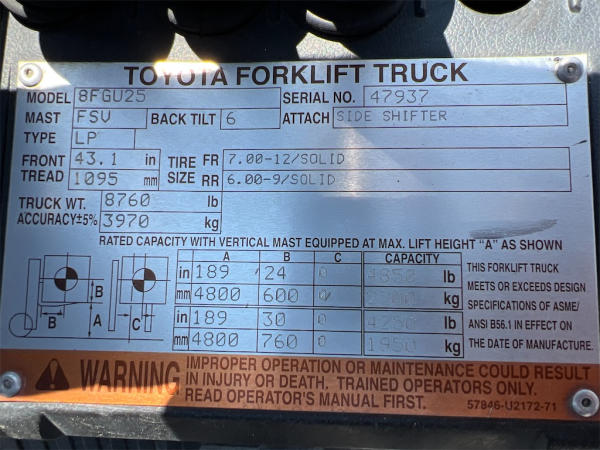 TOYOTA FORKLIFT TRUCK
MODEL 8FGU25 SERIAL NO. 47937
MAST FSV BACK TILT 6 ATTACH SIDE SHIFTER
TYPE LP
FRONT TREAD 43.1 in 1095 mm
TIRE SIZE FR 7.00-12/SOLID
RR 6.00-9/SOLID
TRUCK WT. 8760 lb
ACCURACY±5% 3970 kg
RATED CAPACITY WITH VERTICAL MAST EQUIPPED AT MAX. LIFT HEIGHT "A" AS SHOWN
A B C CAPACITY
in 189 24 0 4850 lb
mm 4800 600 0 kg
in 189 30 0 lb
mm 4800 760 0 1950 kg
B
B A C
THIS FORKLIFT TRUCK
MEETS OR EXCEEDS DESIGN
SPECIFICATIONS OF ASME/
ANSI B56.1 IN EFFECT ON
THE DATE OF MANUFACTURE.
WARNING
IMPROPER OPERATION OR MAINTENANCE COULD RESULT
IN INJURY OR DEATH. TRAINED OPERATORS ONLY.
READ OPERATOR'S MANUAL FIRST.
57846-U2172-71